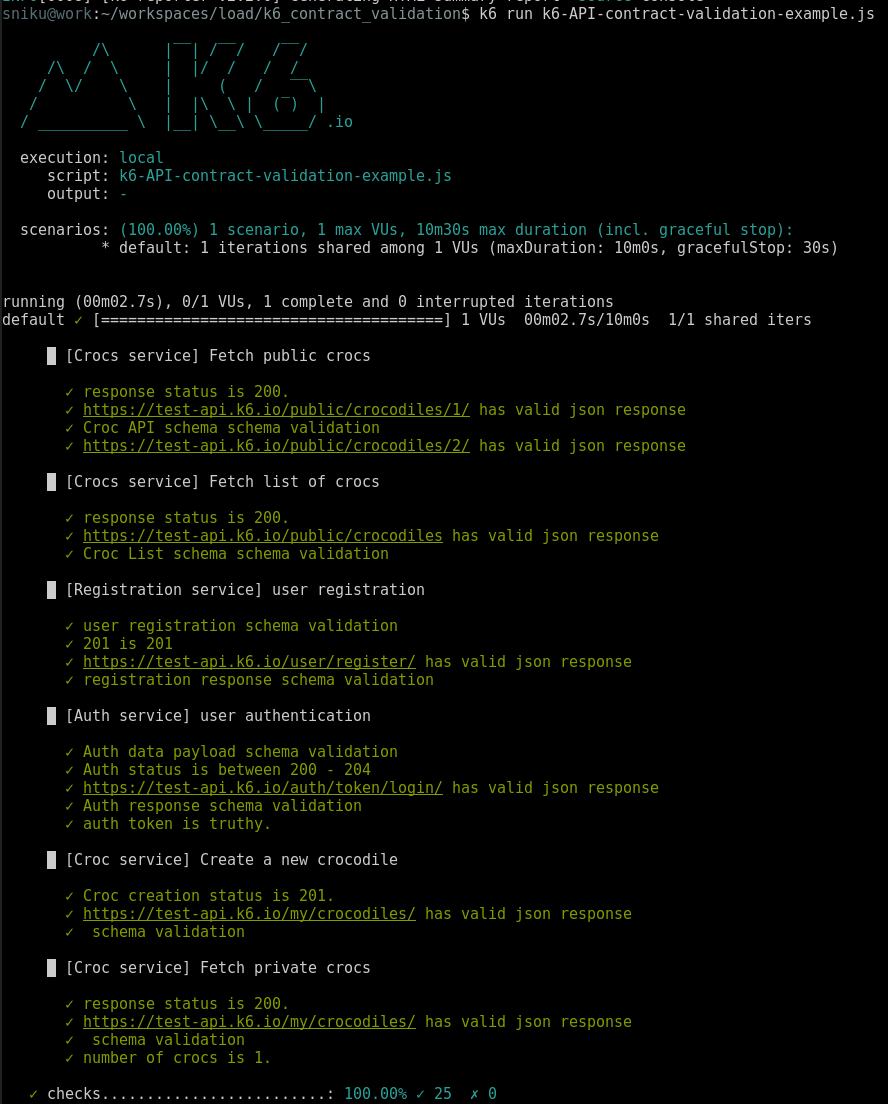 sniku@work:~/workspaces/load/k6_contract_validation$ k6 run k6-API-contract-validation-example.js
.io
execution: local
script: k6-API-contract-validation-example.js
output: -
scenarios: (100.00%) 1 scenario, 1 max VUs, 10m30s max duration (incl. graceful stop):
* default: 1 iterations shared among 1 VUs (maxDuration: 10m0s, gracefulStop: 30s)
running (00m02.7s), 0/1 VUs, 1 complete and 0 interrupted iterations
default ✓ [======================================] 1 VUs  00m02.7s/10m0s  1/1 shared iters
█ [Crocs service] Fetch public crocs
✓ response status is 200.
✓ https://test-api.k6.io/public/crocodiles/1/ has valid json response
✓ Croc API schema schema validation
✓ https://test-api.k6.io/public/crocodiles/2/ has valid json response
█ [Crocs service] Fetch list of crocs
✓ response status is 200.
✓ https://test-api.k6.io/public/crocodiles has valid json response
✓ Croc List schema schema validation
█ [Registration service] user registration
✓ user registration schema validation
✓ 201 is 201
✓ https://test-api.k6.io/user/register/ has valid json response
✓ registration response schema validation
█ [Auth service] user authentication
✓ Auth data payload schema validation
✓ Auth status is between 200 - 204
✓ https://test-api.k6.io/auth/token/login/ has valid json response
✓ Auth response schema validation
✓ auth token is truthy.
█ [Croc service] Create a new crocodile
✓ Croc creation status is 201.
✓ https://test-api.k6.io/my/crocodiles/ has valid json response
✓  schema validation
█ [Croc service] Fetch private crocs
✓ response status is 200.
✓ https://test-api.k6.io/my/crocodiles/ has valid json response
✓  schema validation
✓ number of crocs is 1.
✓ checks.........................: 100.00% ✓ 25  ✗ 0